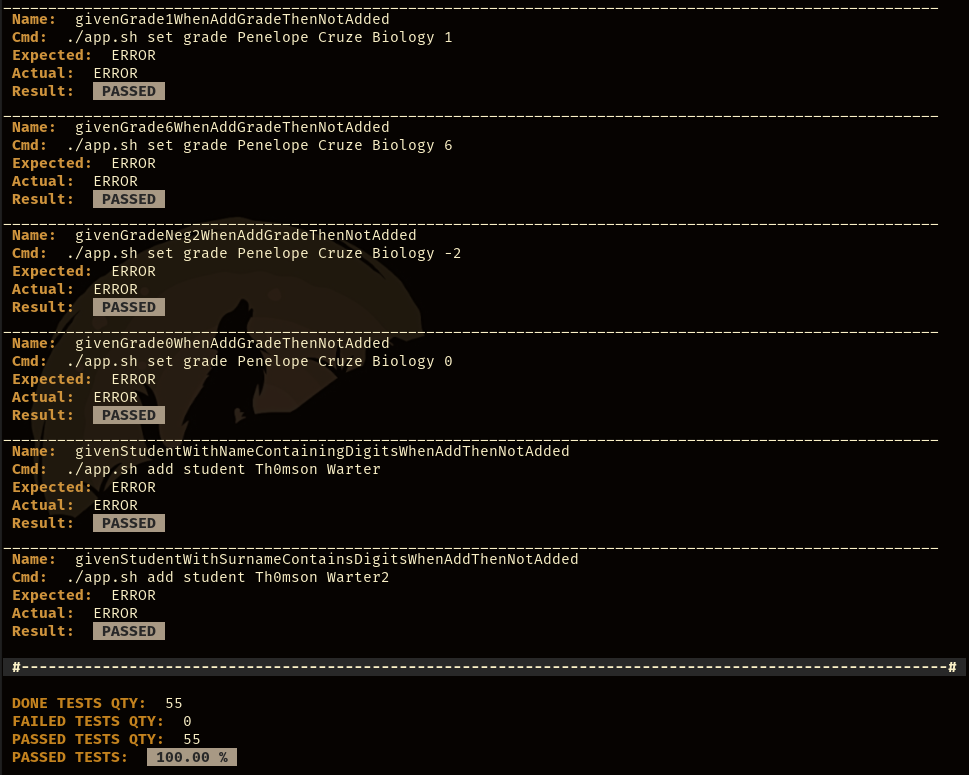 Name:  givenGrade1WhenAddGradeThenNotAdded
Cmd:  ./app.sh set grade Penelope Cruze Biology 1
Expected:  ERROR
Actual:  ERROR
Result:  PASSED
Name:  givenGrade6WhenAddGradeThenNotAdded
Cmd:  ./app.sh set grade Penelope Cruze Biology 6
Expected:  ERROR
Actual:  ERROR
Result:  PASSED
Name:  givenGradeNeg2WhenAddGradeThenNotAdded
Cmd:  ./app.sh set grade Penelope Cruze Biology -2
Expected:  ERROR
Actual:  ERROR
Result:  PASSED
Name:  givenGrade0WhenAddGradeThenNotAdded
Cmd:  ./app.sh set grade Penelope Cruze Biology 0
Expected:  ERROR
Actual:  ERROR
Result:  PASSED
Name:  givenStudentWithNameContainingDigitsWhenAddThenNotAdded
Cmd:  ./app.sh add student Th0mson Warter
Expected:  ERROR
Actual:  ERROR
Result:  PASSED
Name:  givenStudentWithSurnameContainsDigitsWhenAddThenNotAdded
Cmd:  ./app.sh add student Th0mson Warter2
Expected:  ERROR
Actual:  ERROR
Result:  PASSED
#-------------------------------------------------------------------------------------------------------#
DONE TESTS QTY:  55
FAILED TESTS QTY:  0
PASSED TESTS QTY:  55
PASSED TESTS:  100.00 %